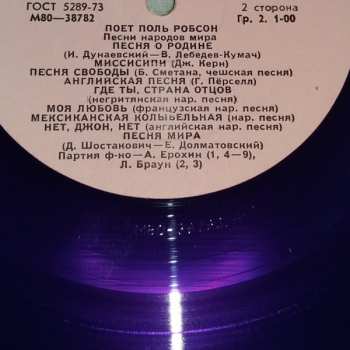 ГОСТ 5289-73
М80—38782
2 сторона
Гр. 2. 1-00
ПОЕТ ПОЛЬ РОБСОН
Песни народов мира
ПЕСНЯ О РОДИНЕ
(И. Дунаевский—В. Лебедев-Кумач)
МИССИСИПИ (Дж. Керн)
ПЕСНЯ СВОБОДЫ (Б. Сметана, чешская песня)
АНГЛИЙСКАЯ ПЕСНЯ (Г. Пёрселл)
ГДЕ ТЫ, СТРАНА ОТЦОВ
(негритянская нар. песня)
МОЯ ЛЮБОВЬ (французская нар. песня)
МЕКСИКАНСКАЯ КОЛЫБЕЛЬНАЯ (нар. песня)
НЕТ, ДЖОН, НЕТ (английская нар. песня)
ПЕСНЯ МИРА
(Д. Шостакович—Е. Долматовский)
Партия ф-но—А. Ерохин (1, 4—9),
Л. Браун (2, 3)